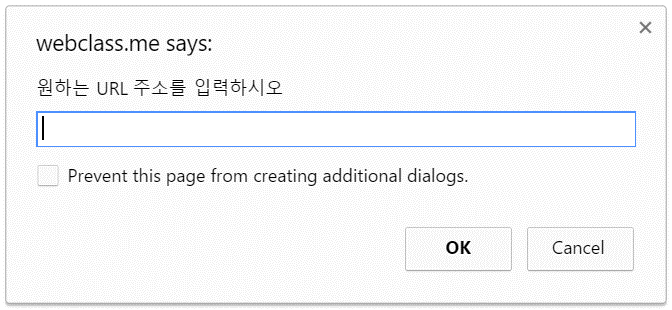 webclass.me says:
원하는 URL 주소를 입력하시오
Prevent this page from creating additional dialogs.
OK
Cancel